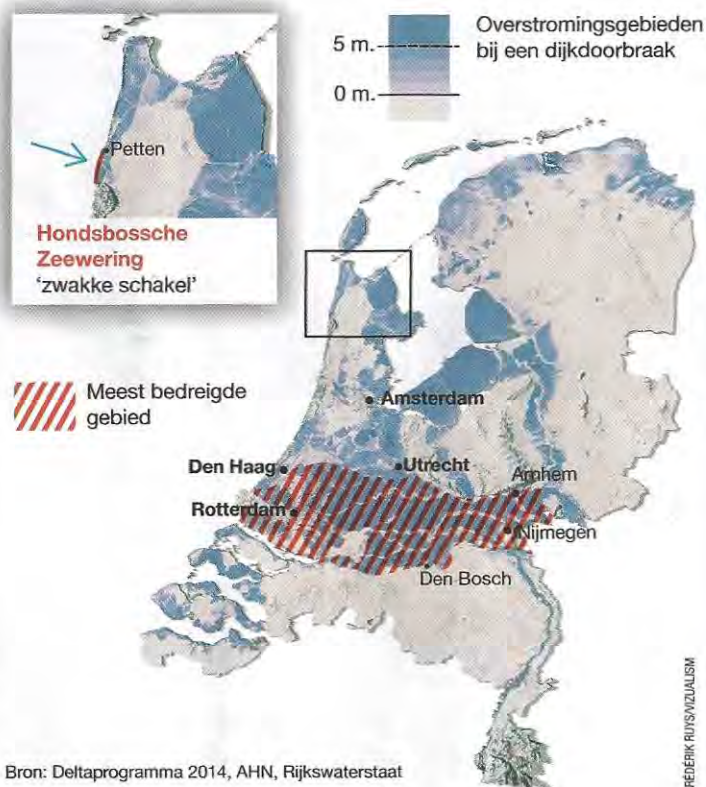 Petten
Hondsbossche
Zeewering
‘zwakke schakel’
5 m.
0 m.
Overstromingsgebieden
bij een dijkdoorbraak
Meest bedreigde
gebied
Amsterdam
Den Haag
Utrecht
Arnhem
Rotterdam
Nijmegen
Den Bosch
Bron: Deltaprogramma 2014, AHN, Rijkswaterstaat
RUYS/VIZUALISM